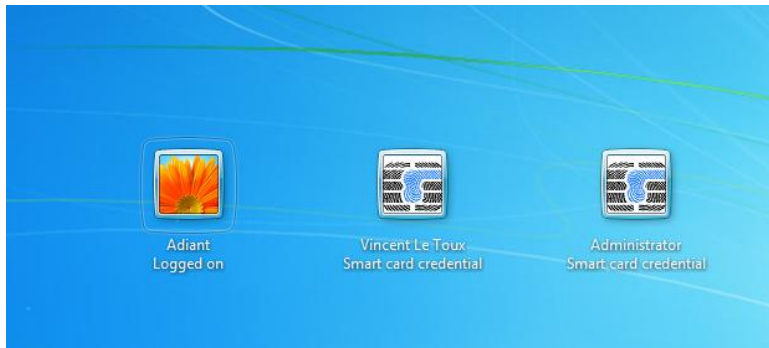 Adiant
Logged on
Vincent Le Toux
Smart card credential
Administrator
Smart card credential